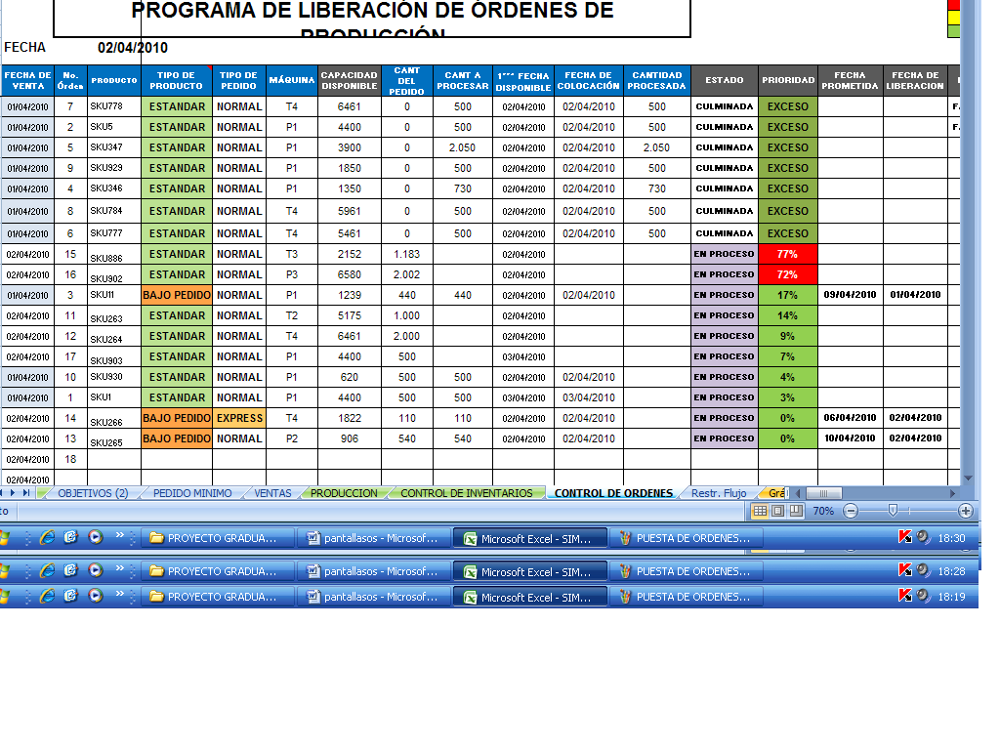 PROGRAMA DE LIBERACIÓN DE ÓRDENES DE
PRODUCCIÓN
FECHA 02/04/2010
FECHA DE VENTA No. Órden PRODUCTO TIPO DE PRODUCTO TIPO DE PEDIDO MÁQUINA CAPACIDAD DISPONIBLE CANT DEL PEDIDO CANT A PROCESAR 1°°° FECHA DISPONIBLE FECHA DE COLOCACIÓN CANTIDAD PROCESADA ESTADO PRIORIDAD FECHA PROMETIDA FECHA DE LIBERACION
01/04/2010 7 SKU778 ESTANDAR NORMAL T4 6461 0 500 02/04/2010 02/04/2010 500 CULMINADA EXCESO F.
01/04/2010 2 SKU5 ESTANDAR NORMAL P1 4400 0 500 02/04/2010 02/04/2010 500 CULMINADA EXCESO F.
01/04/2010 5 SKU347 ESTANDAR NORMAL P1 3900 0 2.050 02/04/2010 02/04/2010 2.050 CULMINADA EXCESO
01/04/2010 9 SKU929 ESTANDAR NORMAL P1 1850 0 500 02/04/2010 02/04/2010 500 CULMINADA EXCESO
01/04/2010 4 SKU346 ESTANDAR NORMAL P1 1350 0 730 02/04/2010 02/04/2010 730 CULMINADA EXCESO
01/04/2010 8 SKU784 ESTANDAR NORMAL T4 5961 0 500 02/04/2010 02/04/2010 500 CULMINADA EXCESO
01/04/2010 6 SKU777 ESTANDAR NORMAL T4 5461 0 500 02/04/2010 02/04/2010 500 CULMINADA EXCESO
02/04/2010 15 SKU886 ESTANDAR NORMAL T3 2152 1.183 02/04/2010 EN PROCESO 77%
02/04/2010 16 SKU902 ESTANDAR NORMAL P3 6580 2.002 02/04/2010 EN PROCESO 72%
01/04/2010 3 SKU11 BAJO PEDIDO NORMAL P1 1239 440 440 02/04/2010 02/04/2010 EN PROCESO 17% 09/04/2010 01/04/2010
02/04/2010 11 SKU263 ESTANDAR NORMAL T2 5175 1.000 02/04/2010 EN PROCESO 14%
02/04/2010 12 SKU264 ESTANDAR NORMAL T4 6461 2.000 02/04/2010 EN PROCESO 9%
02/04/2010 17 SKU903 ESTANDAR NORMAL P1 4400 500 03/04/2010 EN PROCESO 7%
01/04/2010 10 SKU930 ESTANDAR NORMAL P1 620 500 500 02/04/2010 02/04/2010 EN PROCESO 4%
01/04/2010 1 SKU1 ESTANDAR NORMAL P1 4400 500 500 03/04/2010 03/04/2010 EN PROCESO 3%
02/04/2010 14 SKU266 BAJO PEDIDO EXPRESS T4 1822 110 110 02/04/2010 02/04/2010 EN PROCESO 0% 06/04/2010 02/04/2010
02/04/2010 13 SKU265 BAJO PEDIDO NORMAL P2 906 540 540 02/04/2010 02/04/2010 EN PROCESO 0% 10/04/2010 02/04/2010
02/04/2010 18
02/04/2010
OBJETIVOS (2) PEDIDO MINIMO VENTAS PRODUCCION CONTROL DE INVENTARIOS CONTROL DE ORDENES Restr. Flujo Grá
to 70%
PROYECTO GRADUA... pantallasos - Microsof... Microsoft Excel - SIM... PUESTA DE ORDENES... 18:30
PROYECTO GRADUA... pantallasos - Microsof... Microsoft Excel - SIM... PUESTA DE ORDENES... 18:28
PROYECTO GRADUA... pantallasos - Microsof... Microsoft Excel - SIM... PUESTA DE ORDENES... 18:19